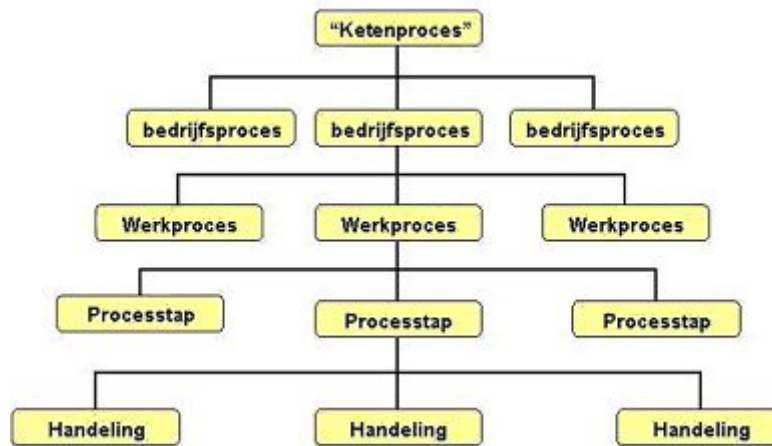 “Ketenproces”
bedrijfsproces bedrijfsproces bedrijfsproces
Werkproces Werkproces Werkproces
Processtap Processtap Processtap
Handeling Handeling Handeling